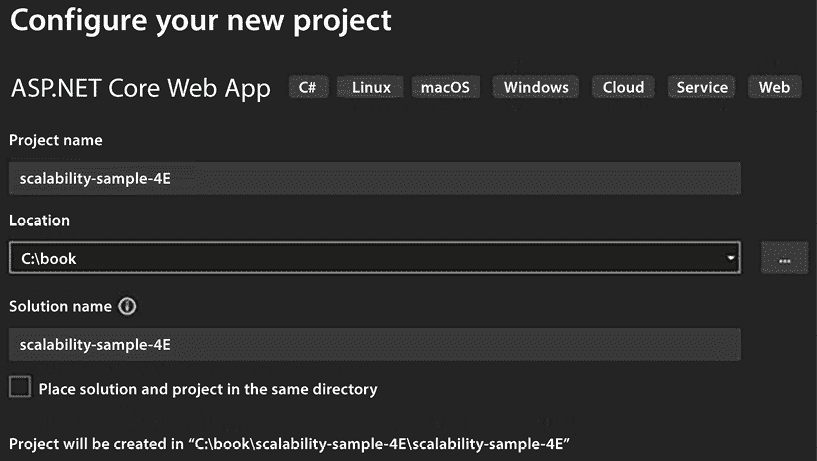 Configure your new project
ASP.NET Core Web App C# Linux macOS Windows Cloud Service Web
Project name
scalability-sample-4E
Location
C:\book
...
Solution name
scalability-sample-4E
Place solution and project in the same directory
Project will be created in “C:\book\scalability-sample-4E\scalability-sample-4E”